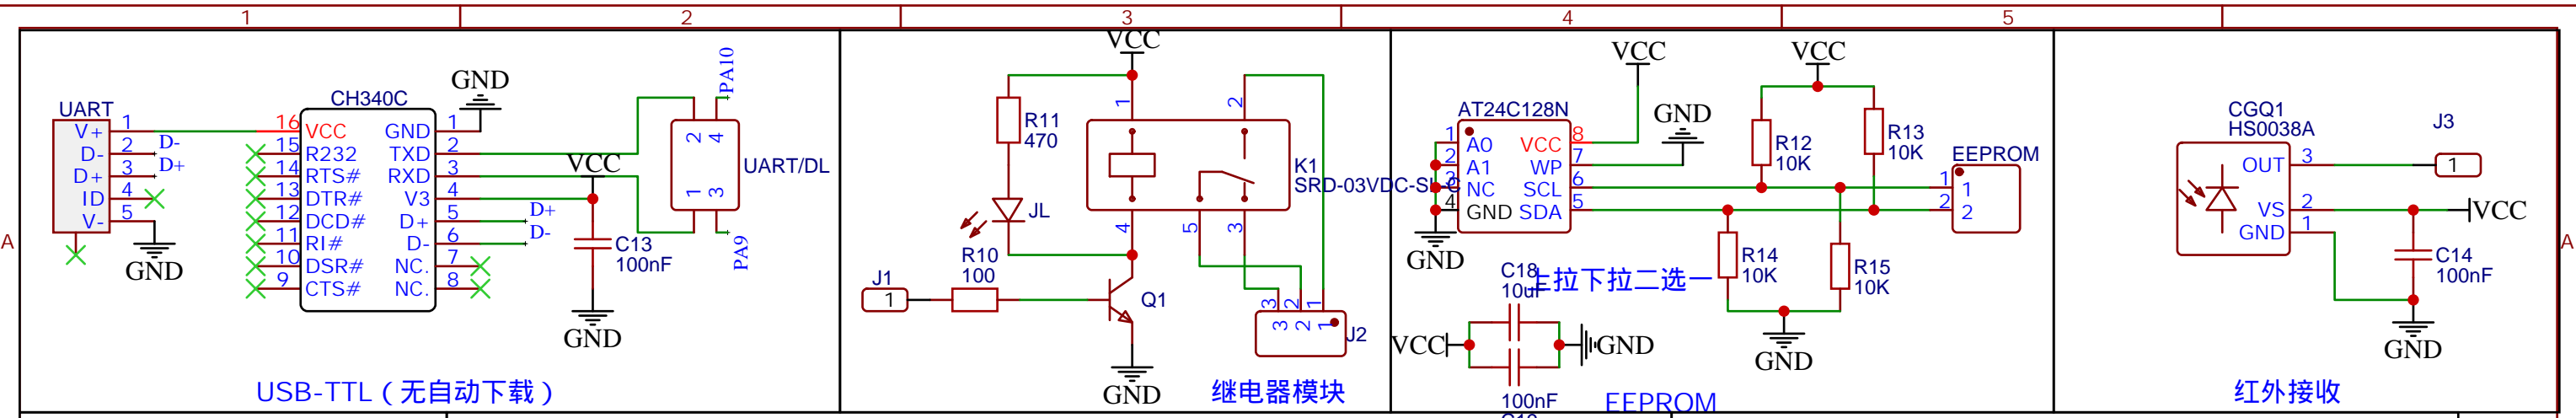 1
2
3
4
5
A
A
UART
V+ 1
D- 2 D-
D+ 3 D+
ID 4
V- 5
GND
CH340C
16 VCC GND 1
15 R232 TXD 2
14 RTS# RXD 3
13 DTR# V3 4
12 DCD# D+ 5 D+
11 RI# D- 6 D-
10 DSR# NC. 7
9 CTS# NC. 8
GND
VCC
C13
100nF
GND
PA10
2 4
1 3
UART/DL
PA9
USB-TTL（无自动下载）
VCC
R11
470
JL
1
2
4
5
3
K1
SRD-03VDC-SL-C
J1
1
R10
100
Q1
GND
3 2 1
3 2 1
J2
继电器模块
AT24C128N
1 A0 VCC 8
2 A1 WP 7
3 NC SCL 6
4 GND SDA 5
GND
VCC
GND
VCC
R12
10K
R13
10K
EEPROM
1 1
2 2
R14
10K
R15
10K
GND
上拉下拉二选一
C18
10uF
VCC
GND
100nF
C19
EEPROM
CGQ1
HS0038A
OUT 3
VS 2
GND 1
J3
1
VCC
C14
100nF
GND
红外接收